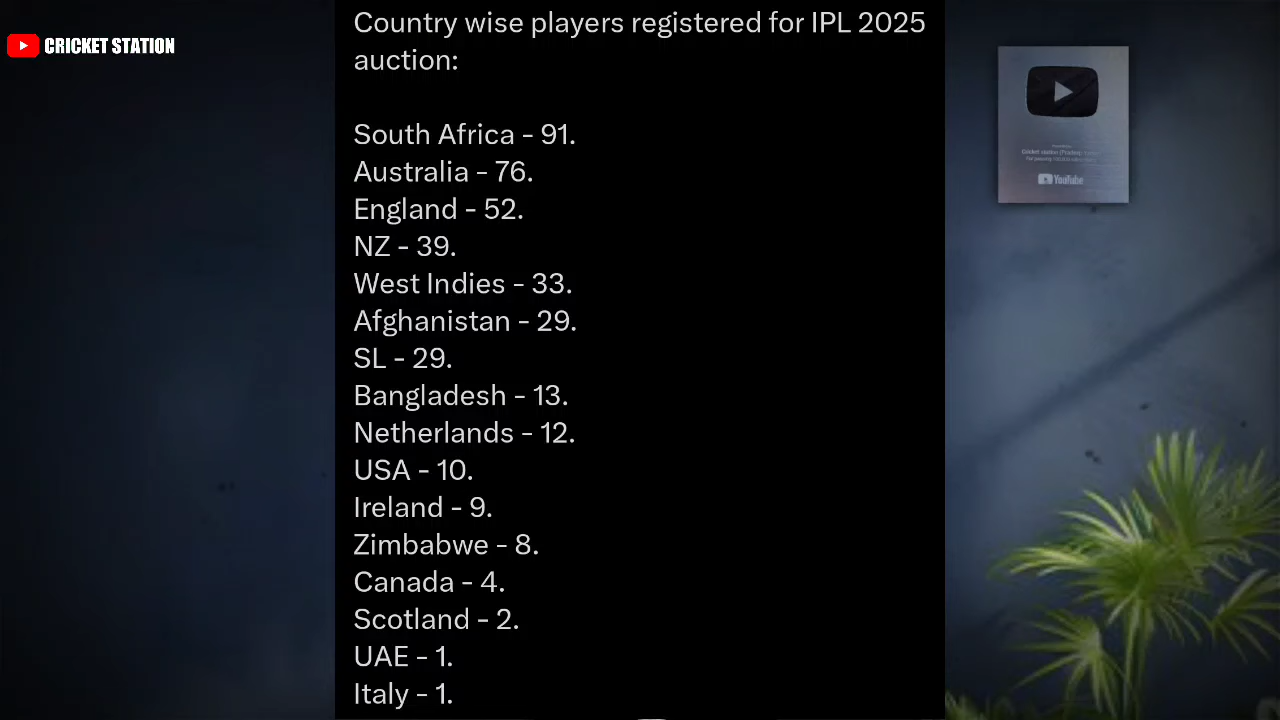 CRICKET STATION
Country wise players registered for IPL 2025
auction:
South Africa - 91.
Australia - 76.
England - 52.
NZ - 39.
West Indies - 33.
Afghanistan - 29.
SL - 29.
Bangladesh - 13.
Netherlands - 12.
USA - 10.
Ireland - 9.
Zimbabwe - 8.
Canada - 4.
Scotland - 2.
UAE - 1.
Italy - 1.
YouTube